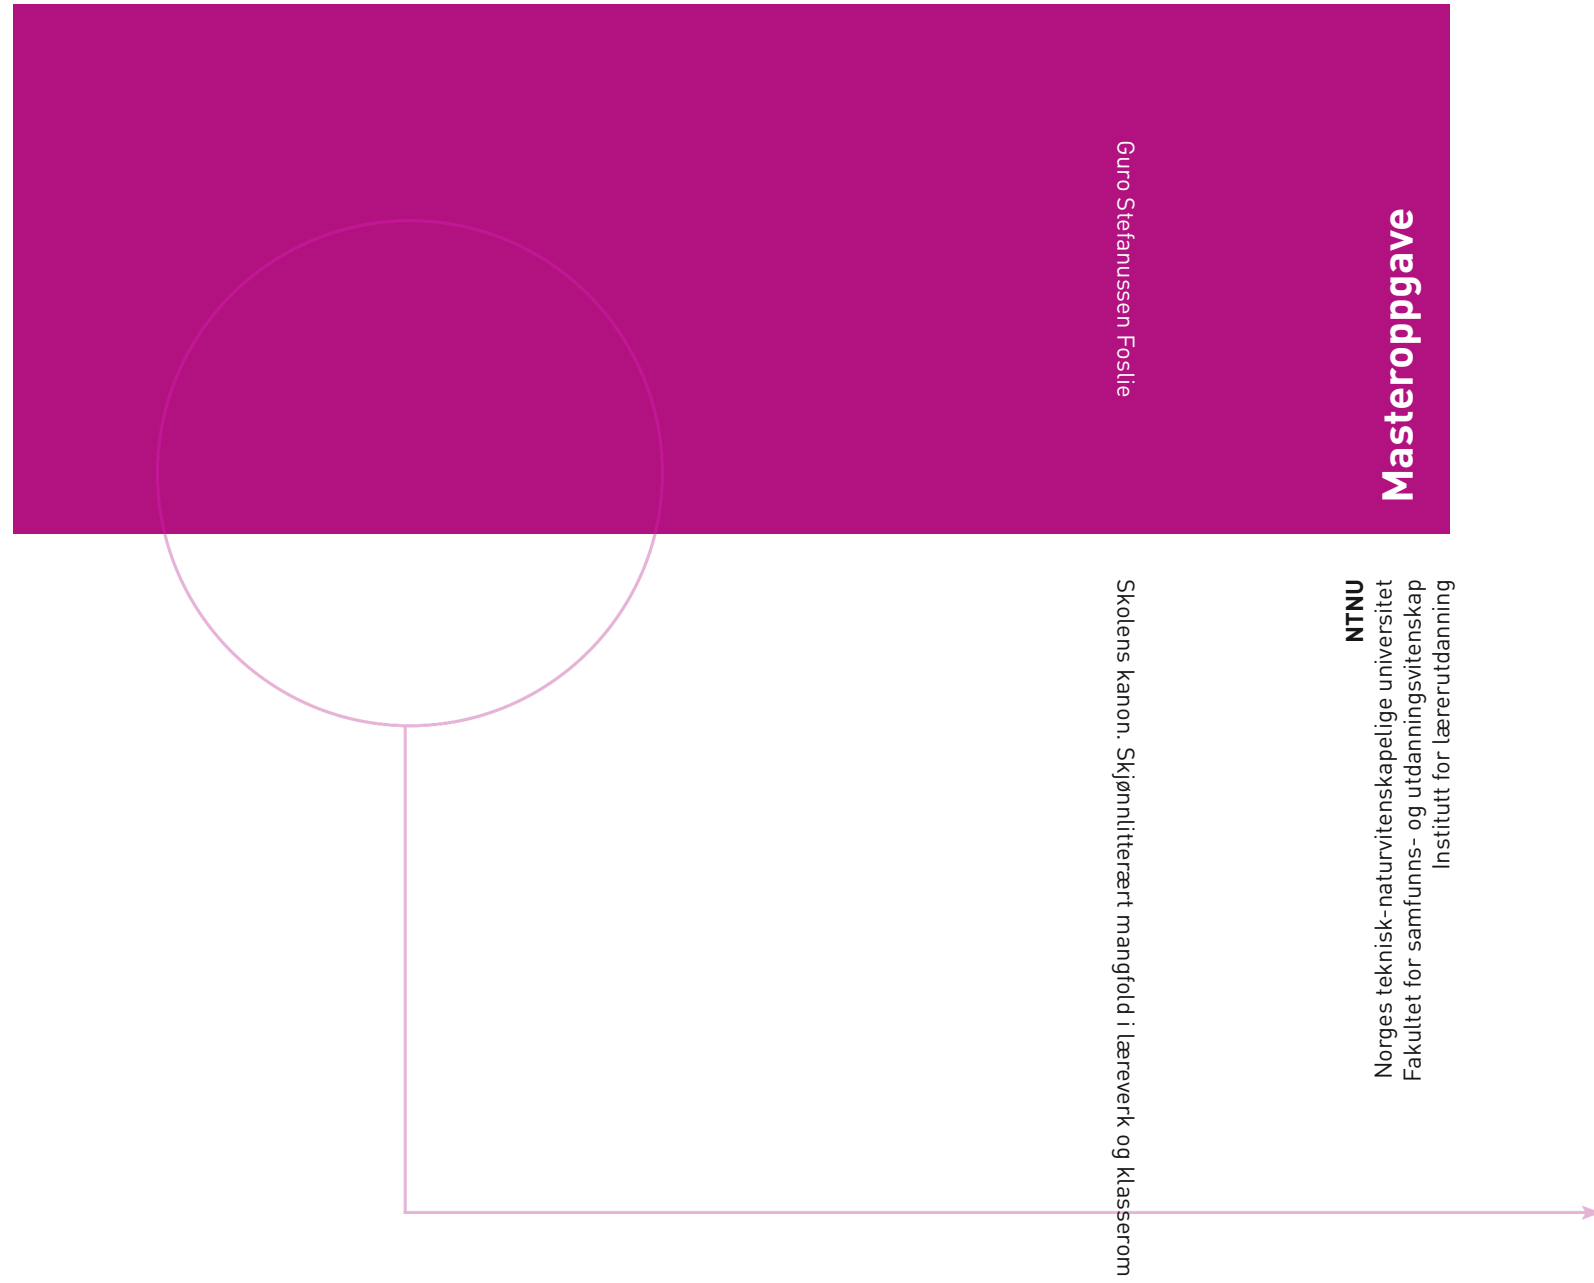 Masteroppgave
NTNU
Norges teknisk-naturvitenskapelige universitet
Fakultet for samfunns- og utdanningsvitenskap
Institutt for lærerutdanning
Guro Stefanussen Foslie
Skolens kanon. Skjønnlitterært mangfold i læreverk og klasserom